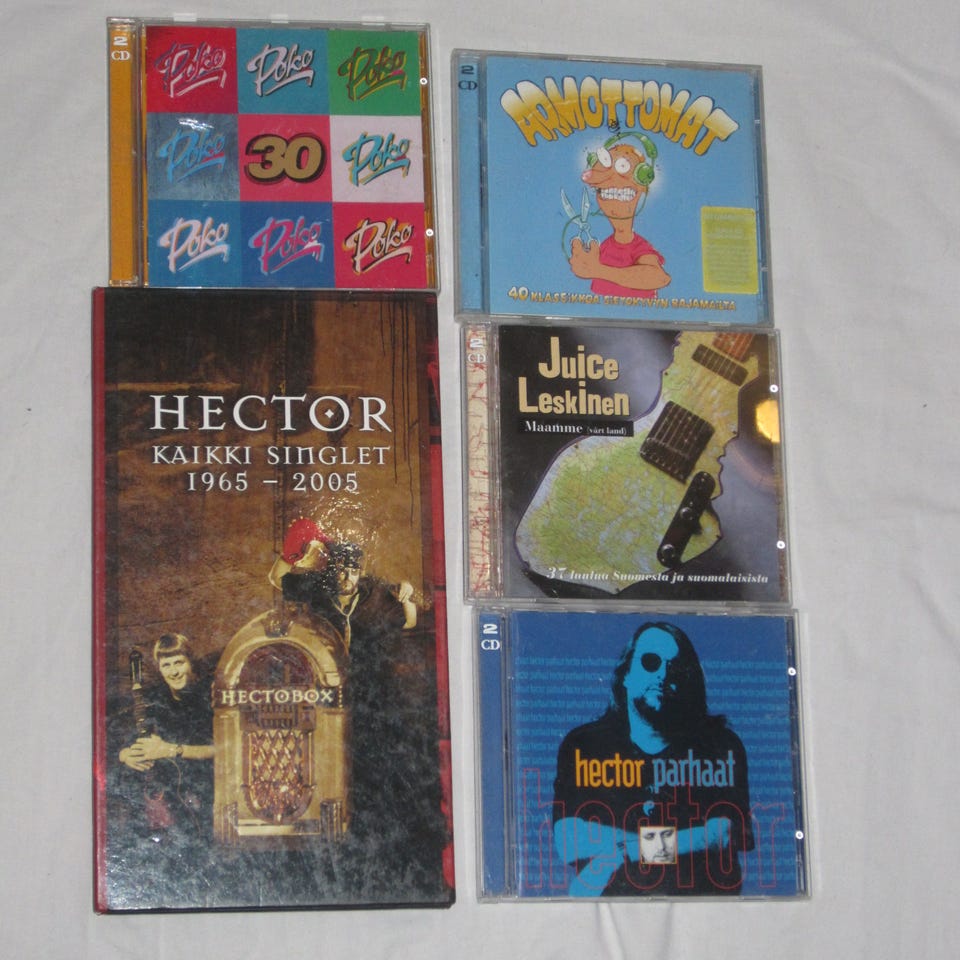 2
CD
Poko Poko Poko
Poko 30 Poko
Poko Poko Poko
2
CD
ARMOTTOMAT
40 KLASSIKKOA SIETOKYVYN RAJAMAILTA
HECTOR
KAIKKI SINGLET
1965 – 2005
HECTOBOX
2
CD
Juice
Leskinen
Maamme (vårt land)
37 laulua Suomesta ja suomalaisista
2
CD
hector parhaat
hector